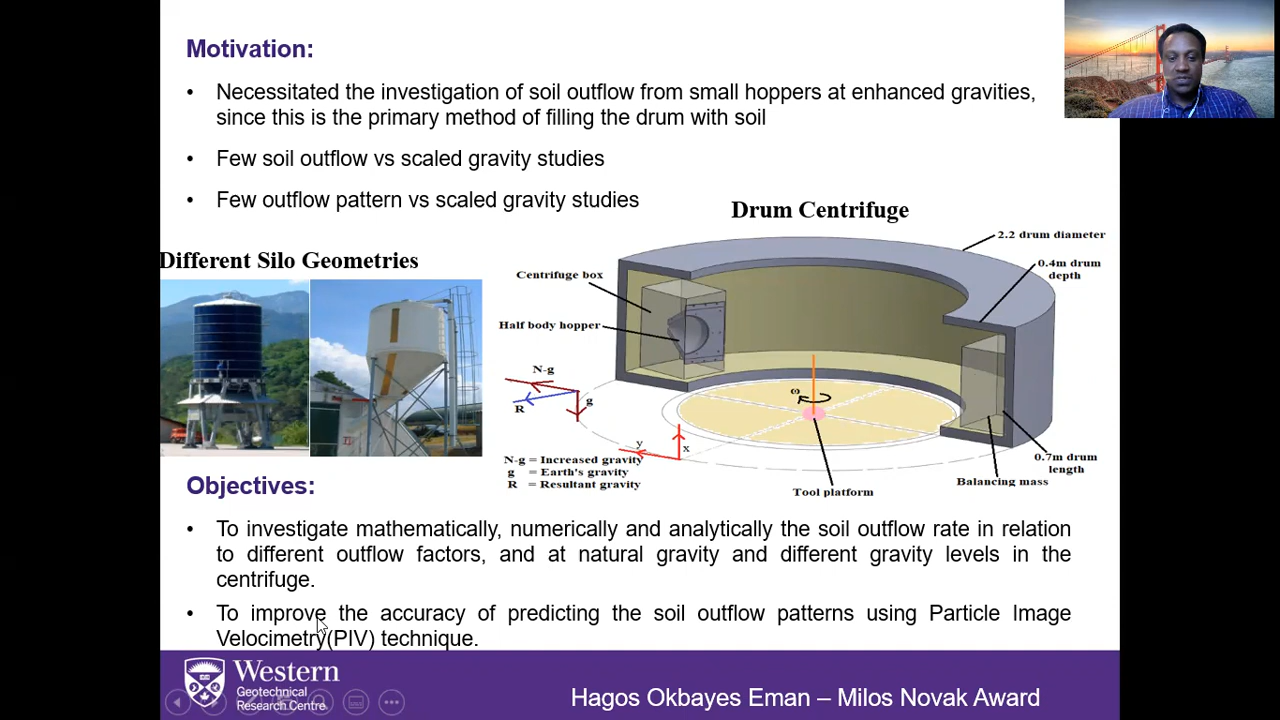 Motivation:
• Necessitated the investigation of soil outflow from small hoppers at enhanced gravities,
since this is the primary method of filling the drum with soil
• Few soil outflow vs scaled gravity studies
• Few outflow pattern vs scaled gravity studies
Different Silo Geometries
Drum Centrifuge
2.2 drum diameter
0.4m drum
depth
Centrifuge box
Half body hopper
N-g
g
R
ω
y
x
N-g = Increased gravity
g = Earth's gravity
R = Resultant gravity
Tool platform
0.7m drum
length
Balancing mass
Objectives:
• To investigate mathematically, numerically and analytically the soil outflow rate in relation
to different outflow factors, and at natural gravity and different gravity levels in the
centrifuge.
• To improve the accuracy of predicting the soil outflow patterns using Particle Image
Velocimetry(PIV) technique.
Western
Geotechnical
Research Centre
Hagos Okbayes Eman – Milos Novak Award